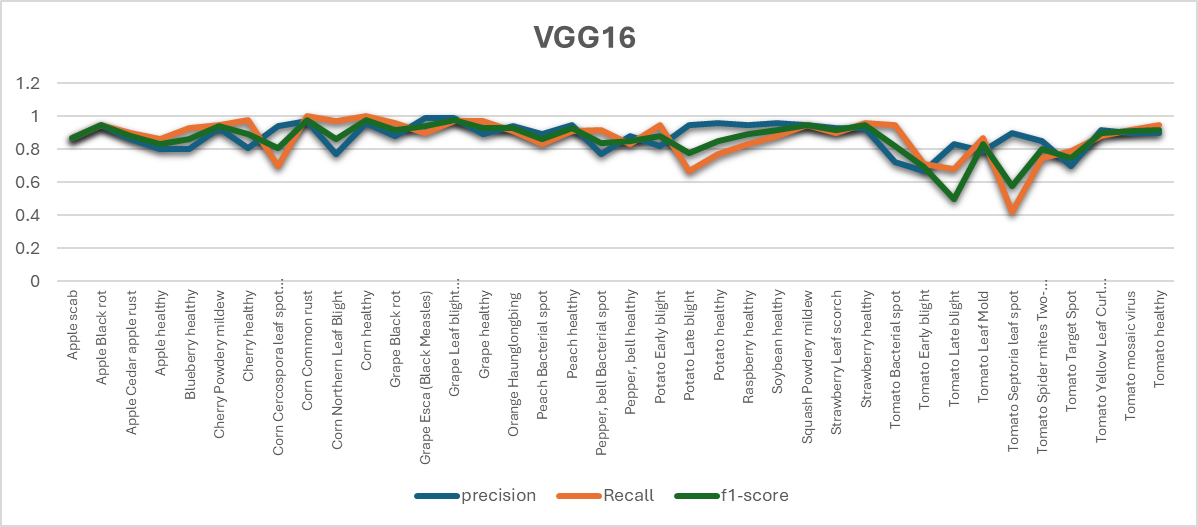 VGG16
1.2
1
0.8
0.6
0.4
0.2
0
Apple scab
Apple Black rot
Apple Cedar apple rust
Apple healthy
Blueberry healthy
Cherry Powdery mildew
Cherry healthy
Corn Cercospora leaf spot…
Corn Common rust
Corn Northern Leaf Blight
Corn healthy
Grape Black rot
Grape Esca (Black Measles)
Grape Leaf blight…
Grape healthy
Orange Haunglongbing
Peach Bacterial spot
Peach healthy
Pepper, bell Bacterial spot
Pepper, bell healthy
Potato Early blight
Potato Late blight
Potato healthy
Raspberry healthy
Soybean healthy
Squash Powdery mildew
Strawberry Leaf scorch
Strawberry healthy
Tomato Bacterial spot
Tomato Early blight
Tomato Late blight
Tomato Leaf Mold
Tomato Septoria leaf spot
Tomato Spider mites Two-…
Tomato Target Spot
Tomato Yellow Leaf Curl…
Tomato mosaic virus
Tomato healthy
precision
Recall
f1-score